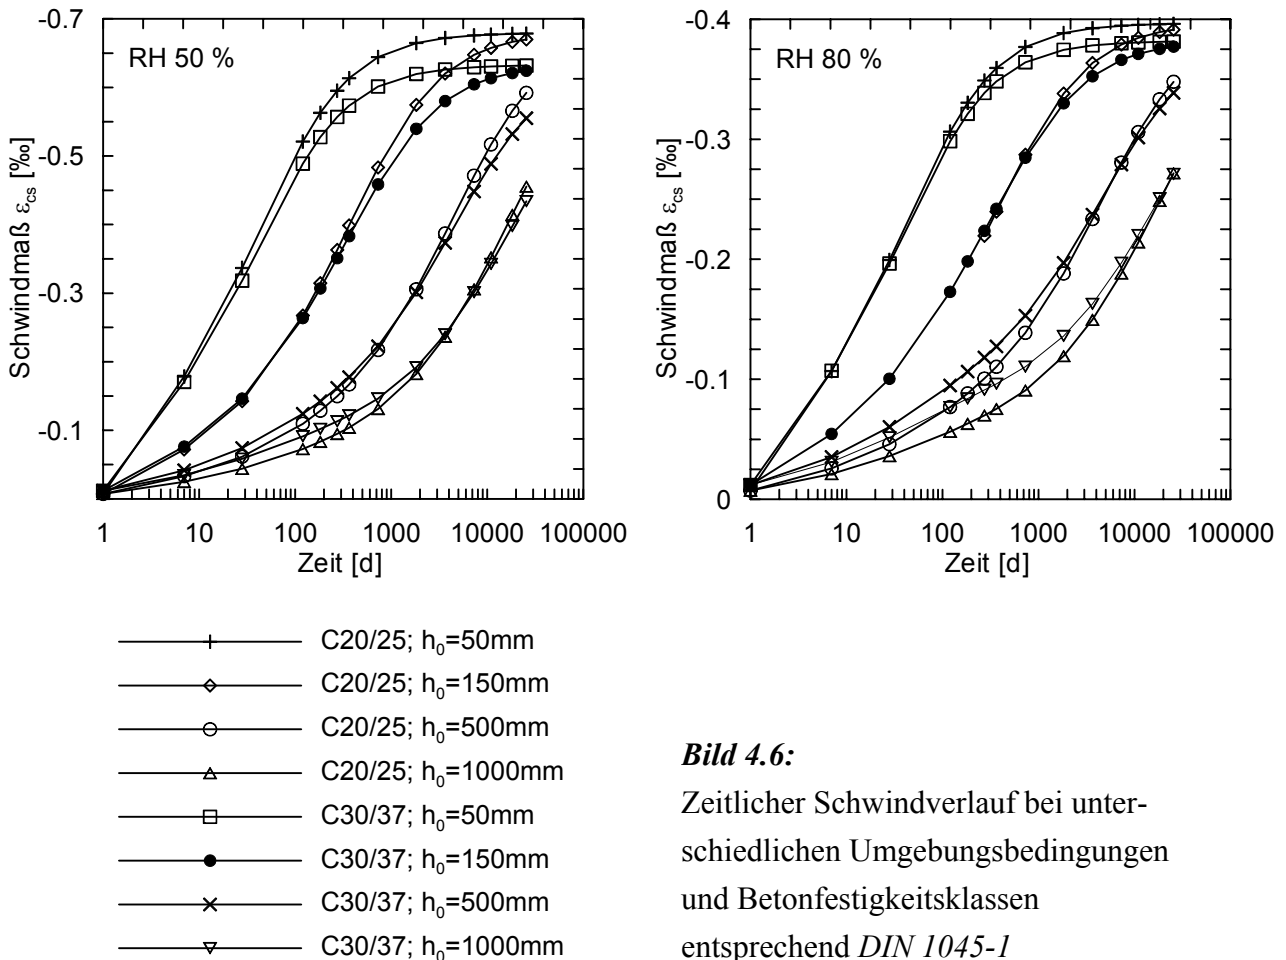 -0.7
-0.5
-0.3
-0.1
RH 50 %
Schwindmaß εcs [‰]
1 10 100 1000 10000 100000
Zeit [d]
-0.4
-0.3
-0.2
-0.1
0
RH 80 %
Schwindmaß εcs [‰]
1 10 100 1000 10000 100000
Zeit [d]
C20/25; h0=50mm
C20/25; h0=150mm
C20/25; h0=500mm
C20/25; h0=1000mm
C30/37; h0=50mm
C30/37; h0=150mm
C30/37; h0=500mm
C30/37; h0=1000mm
Bild 4.6:
Zeitlicher Schwindverlauf bei unter-
schiedlichen Umgebungsbedingungen
und Betonfestigkeitsklassen
entsprechend DIN 1045-1